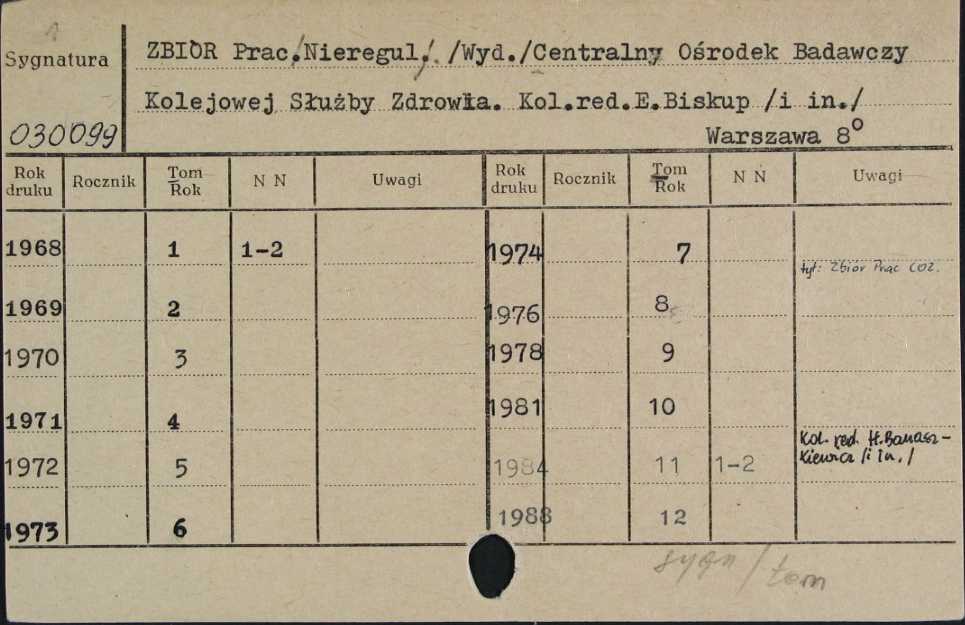 Sygnatura
030099
ZBIÓR Prac./Nieregul./ /Wyd./Centralny Ośrodek Badawczy
Kolejowej Służby Zdrowia. Kol.red.E.Biskup /i in./
Warszawa 8°
Rok druku Rocznik Tom/Rok N N Uwagi Rok druku Rocznik Tom/Rok N N Uwagi
1968 1 1-2 1974 7 tyt: Zbiór Prac COZ.
1969 2 1976 8
1970 3 1978 9
1971 4 1981 10
1972 5 1984 11 1-2 Kol. red. H. Banasz-
kiewicz /i in./
1973 6 1988 12
sygn / tom